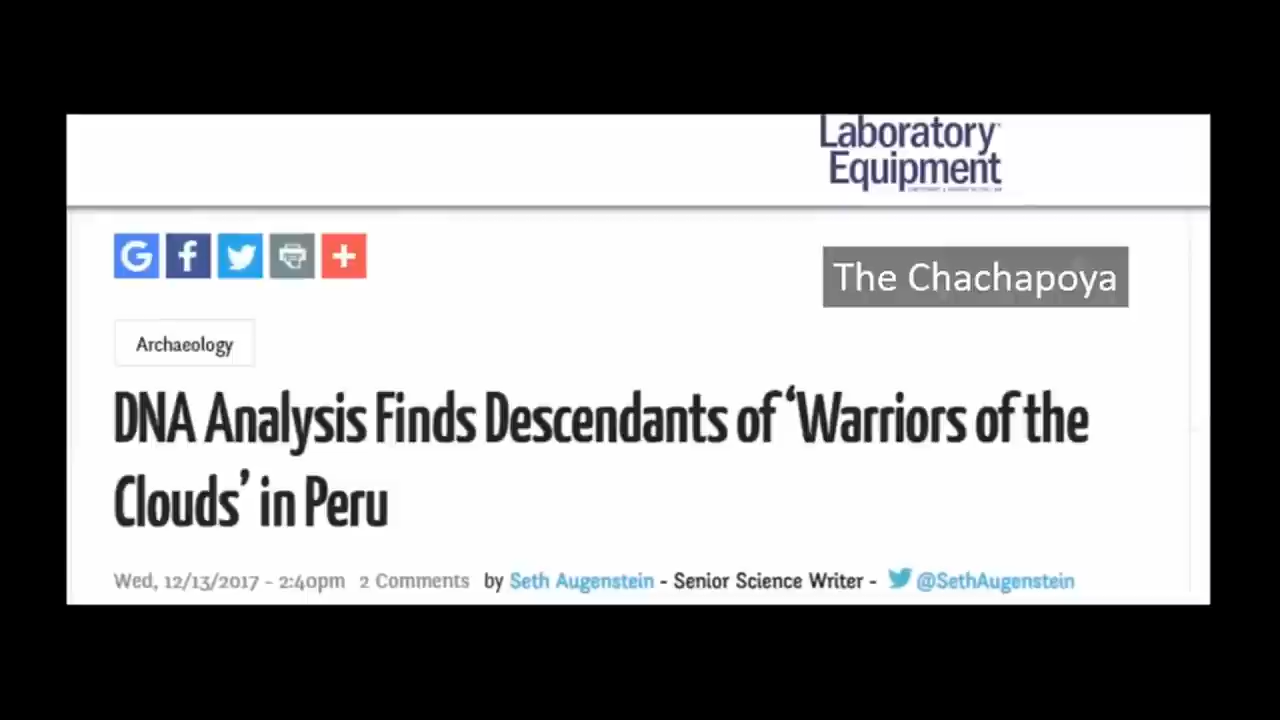 Laboratory
Equipment
The Chachapoya
Archaeology
DNA Analysis Finds Descendants of ‘Warriors of the
Clouds’ in Peru
Wed, 12/13/2017 - 2:40pm 2 Comments by Seth Augenstein - Senior Science Writer - @SethAugenstein